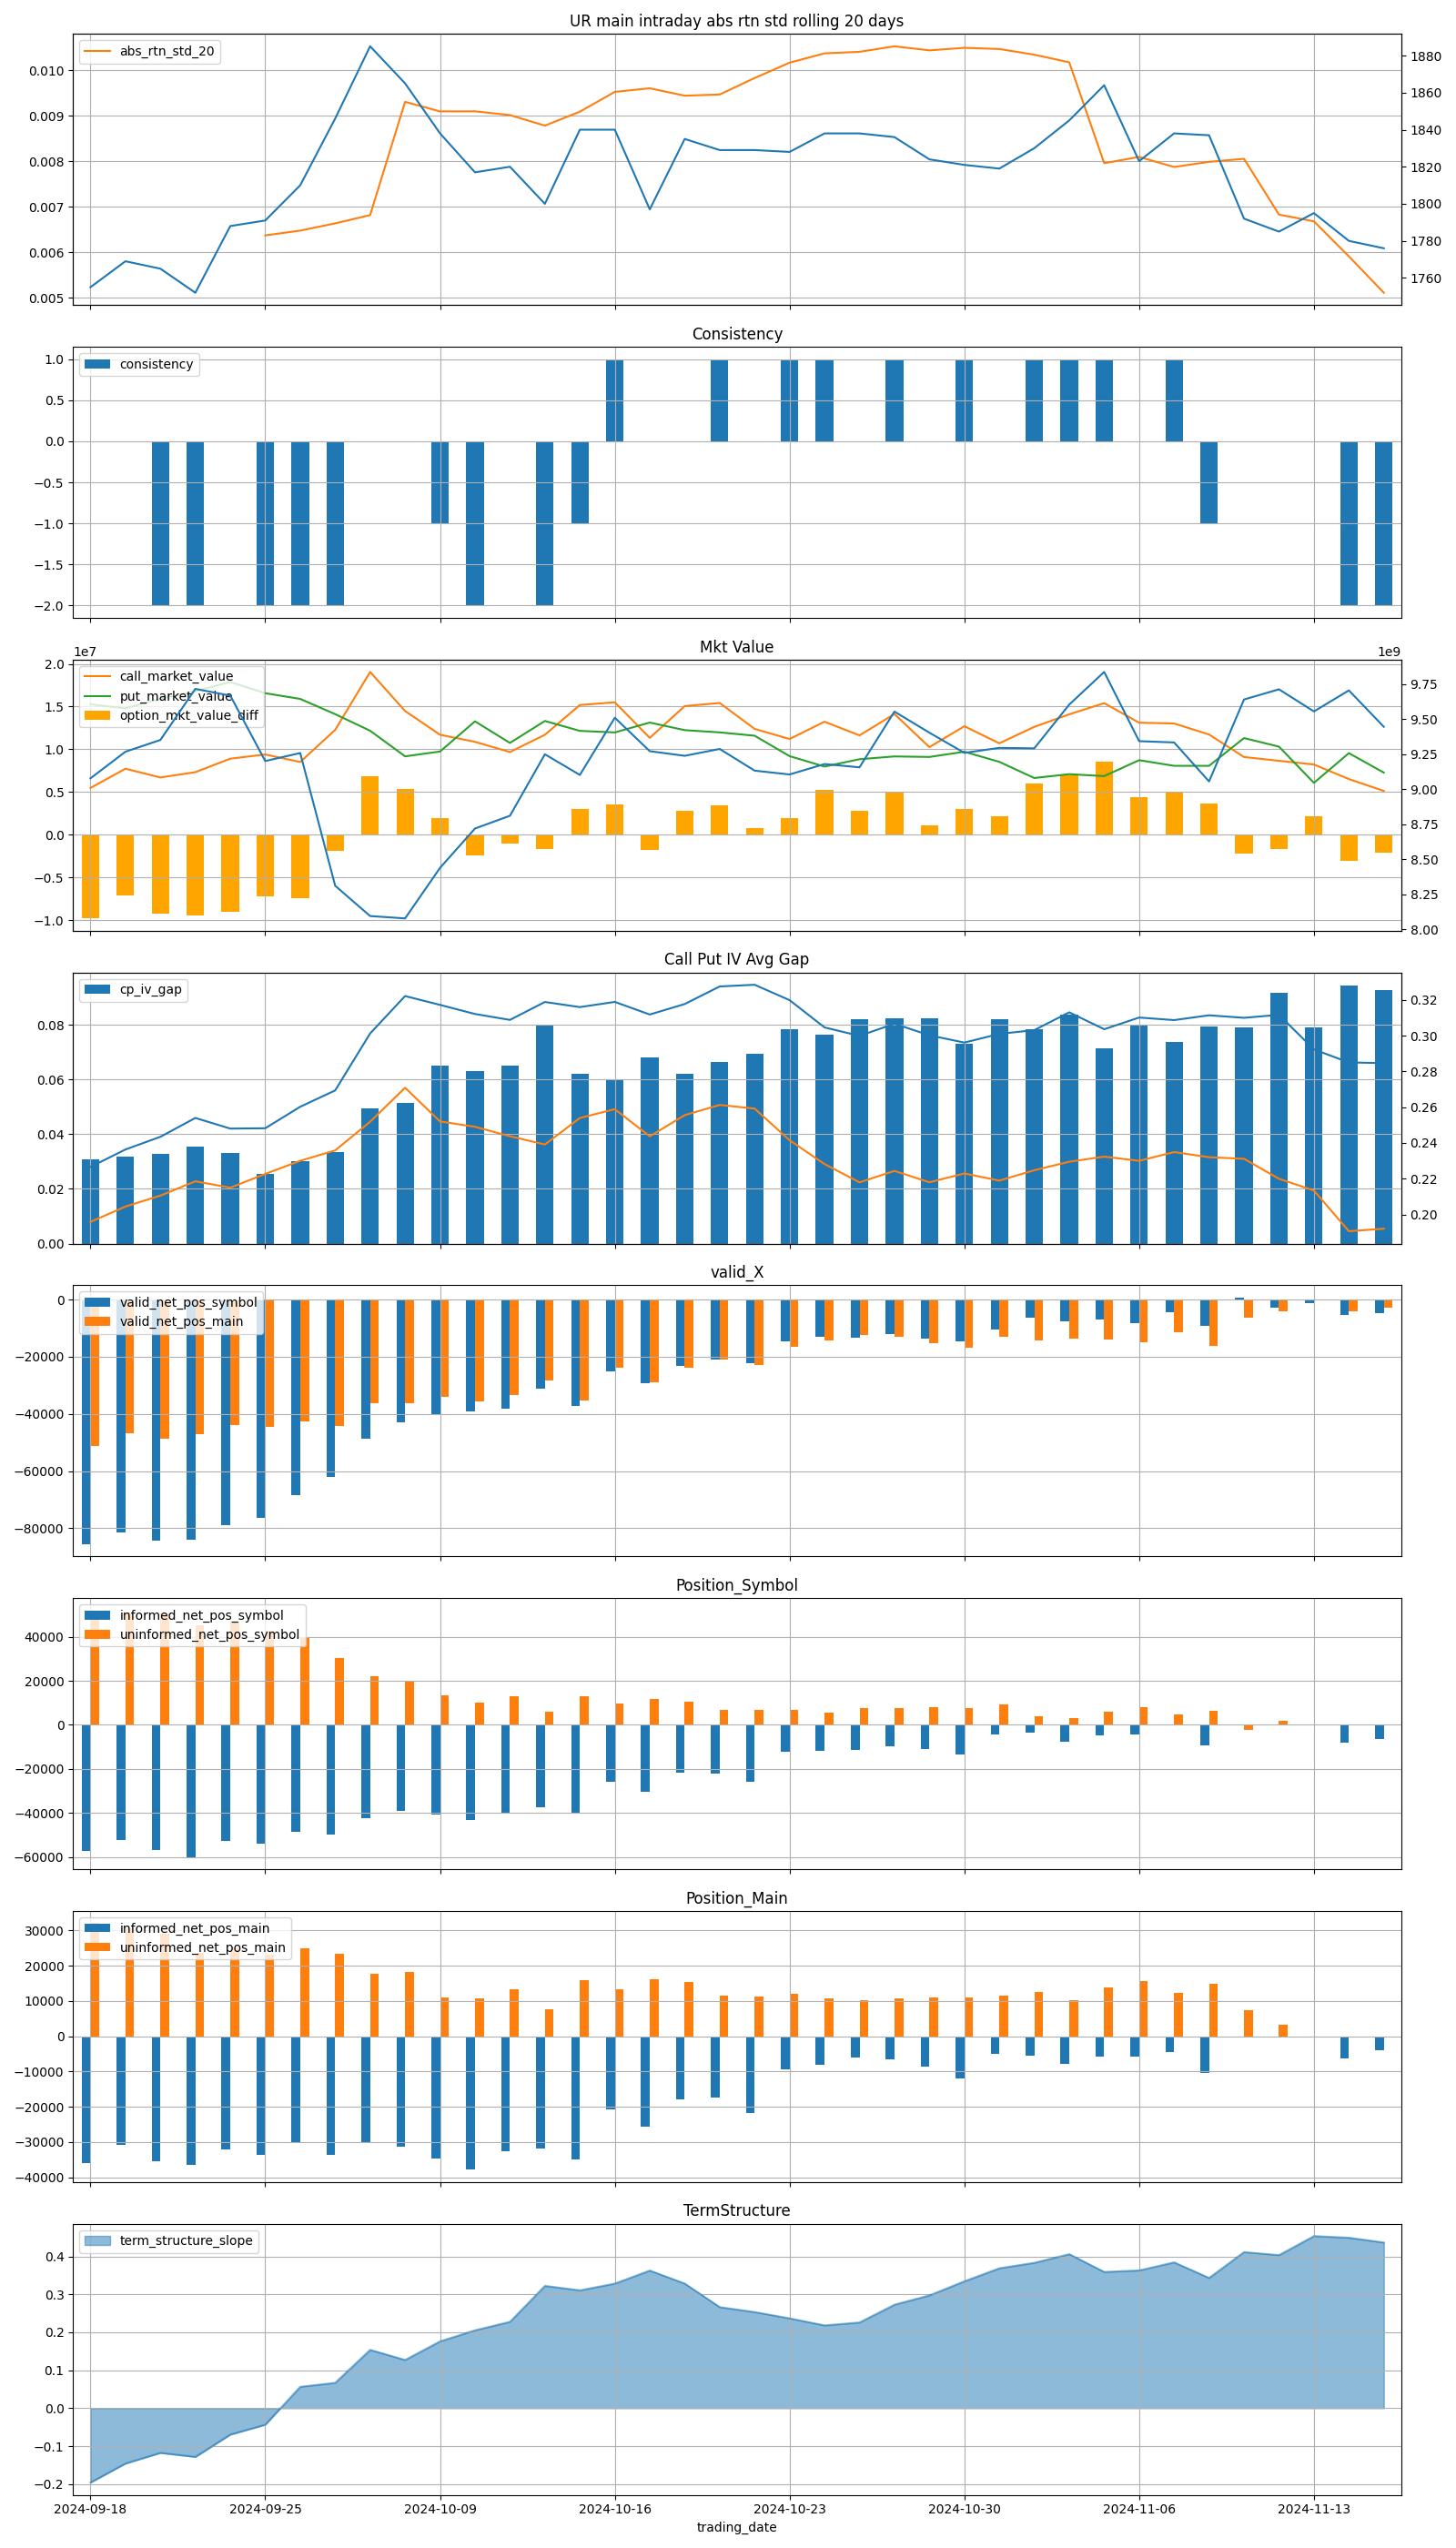 UR main intraday abs rtn std rolling 20 days
abs_rtn_std_20
0.010
0.009
0.008
0.007
0.006
0.005
1880
1860
1840
1820
1800
1780
1760
Consistency
consistency
1.0
0.5
0.0
−0.5
−1.0
−1.5
−2.0
Mkt Value
1e7
1e9
call_market_value
put_market_value
option_mkt_value_diff
2.0
1.5
1.0
0.5
0.0
−0.5
−1.0
9.75
9.50
9.25
9.00
8.75
8.50
8.25
8.00
Call Put IV Avg Gap
cp_iv_gap
0.08
0.06
0.04
0.02
0.00
0.32
0.30
0.28
0.26
0.24
0.22
0.20
valid_X
valid_net_pos_symbol
valid_net_pos_main
0
−20000
−40000
−60000
−80000
Position_Symbol
informed_net_pos_symbol
uninformed_net_pos_symbol
40000
20000
0
−20000
−40000
−60000
Position_Main
informed_net_pos_main
uninformed_net_pos_main
30000
20000
10000
0
−10000
−20000
−30000
−40000
TermStructure
term_structure_slope
0.4
0.3
0.2
0.1
0.0
−0.1
−0.2
2024-09-18 2024-09-25 2024-10-09 2024-10-16 2024-10-23 2024-10-30 2024-11-06 2024-11-13
trading_date